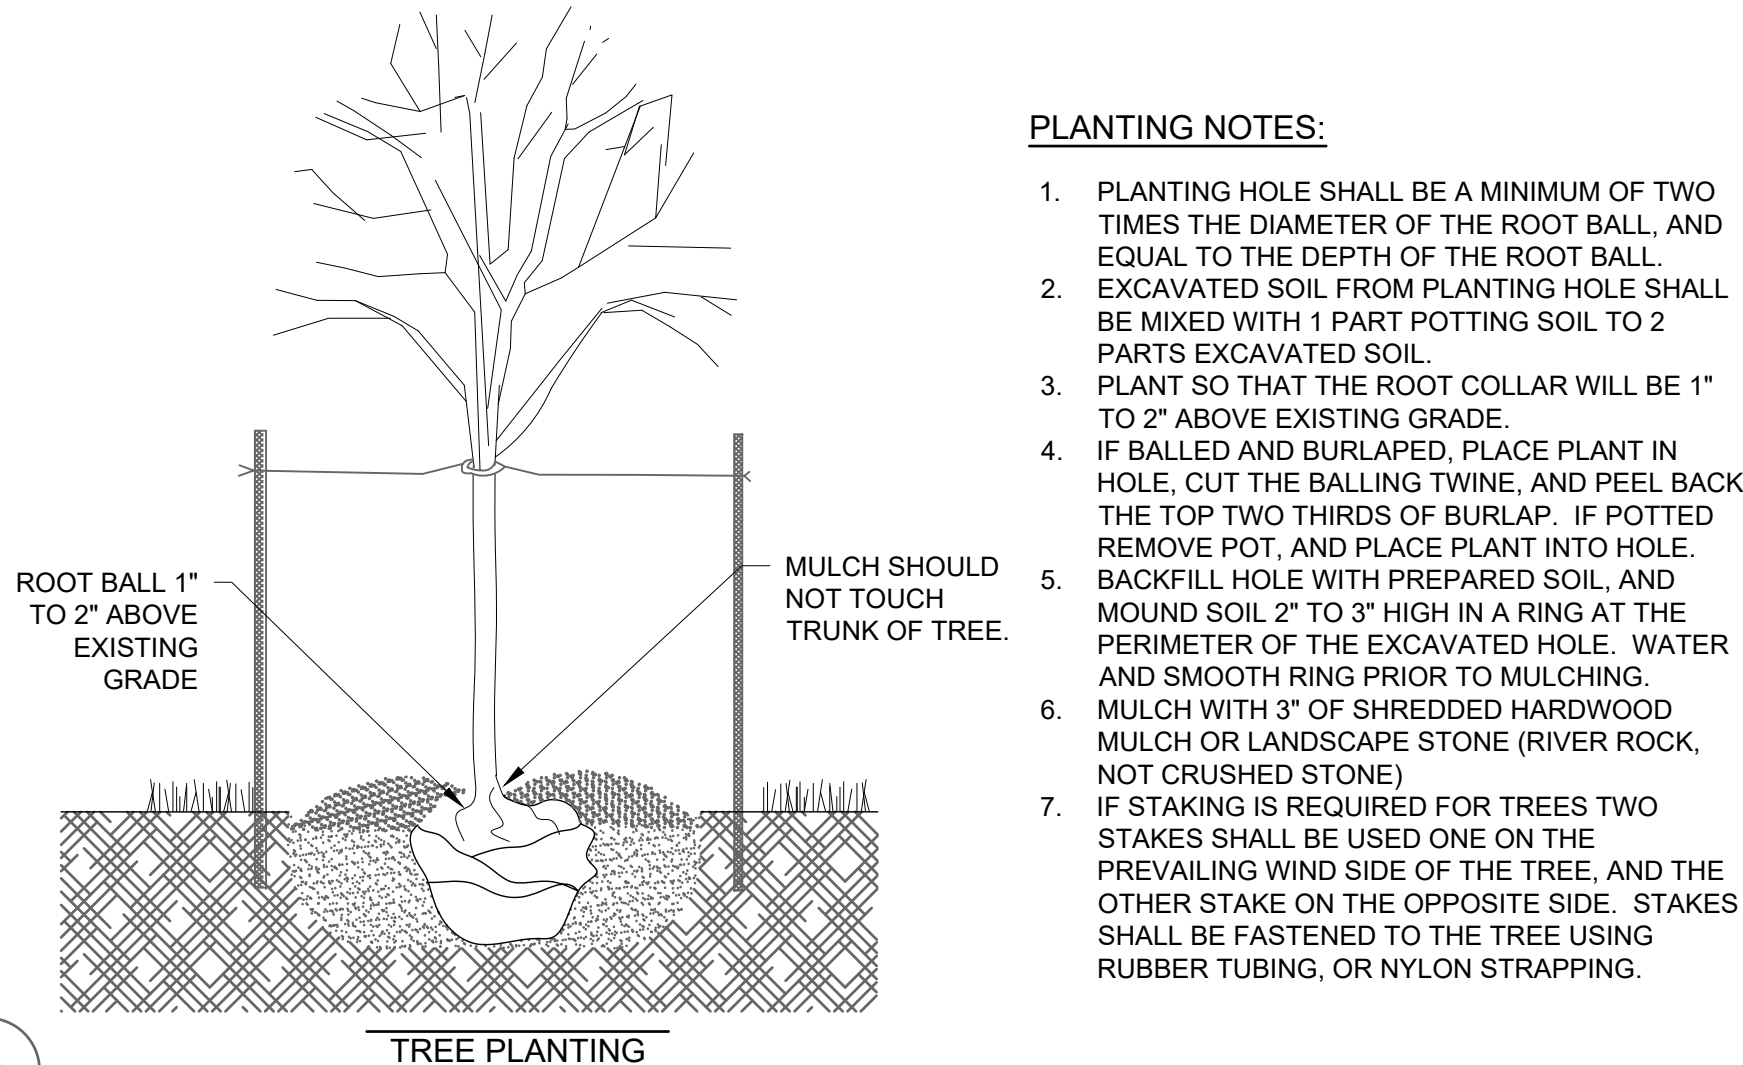 PLANTING NOTES:
1. PLANTING HOLE SHALL BE A MINIMUM OF TWO
TIMES THE DIAMETER OF THE ROOT BALL, AND
EQUAL TO THE DEPTH OF THE ROOT BALL.
2. EXCAVATED SOIL FROM PLANTING HOLE SHALL
BE MIXED WITH 1 PART POTTING SOIL TO 2
PARTS EXCAVATED SOIL.
3. PLANT SO THAT THE ROOT COLLAR WILL BE 1"
TO 2" ABOVE EXISTING GRADE.
4. IF BALLED AND BURLAPED, PLACE PLANT IN
HOLE, CUT THE BALLING TWINE, AND PEEL BACK
THE TOP TWO THIRDS OF BURLAP. IF POTTED
REMOVE POT, AND PLACE PLANT INTO HOLE.
5. BACKFILL HOLE WITH PREPARED SOIL, AND
MOUND SOIL 2" TO 3" HIGH IN A RING AT THE
PERIMETER OF THE EXCAVATED HOLE. WATER
AND SMOOTH RING PRIOR TO MULCHING.
6. MULCH WITH 3" OF SHREDDED HARDWOOD
MULCH OR LANDSCAPE STONE (RIVER ROCK,
NOT CRUSHED STONE)
7. IF STAKING IS REQUIRED FOR TREES TWO
STAKES SHALL BE USED ONE ON THE
PREVAILING WIND SIDE OF THE TREE, AND THE
OTHER STAKE ON THE OPPOSITE SIDE. STAKES
SHALL BE FASTENED TO THE TREE USING
RUBBER TUBING, OR NYLON STRAPPING.
ROOT BALL 1"
TO 2" ABOVE
EXISTING
GRADE
MULCH SHOULD
NOT TOUCH
TRUNK OF TREE.
TREE PLANTING